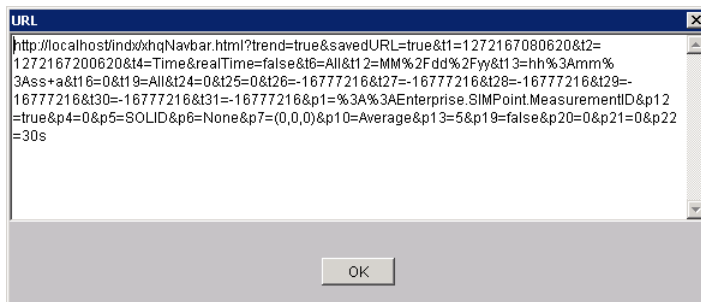 URL
http://localhost/indx/xhqNavbar.html?trend=true&savedURL=true&t1=1272167080620&t2=
1272167200620&t4=Time&realTime=false&t6=All&t12=MM%2Fdd%2Fyy&t13=hh%3Amm%
3Ass+a&t16=0&t19=All&t24=0&t25=0&t26=-16777216&t27=-16777216&t28=-16777216&t29=-
16777216&t30=-16777216&t31=-16777216&p1=%3A%3AEnterprise.SIMPoint.MeasurementID&p12
=true&p4=0&p5=SOLID&p6=None&p7=(0,0,0)&p10=Average&p13=5&p19=false&p20=0&p21=0&p22
=30s
OK